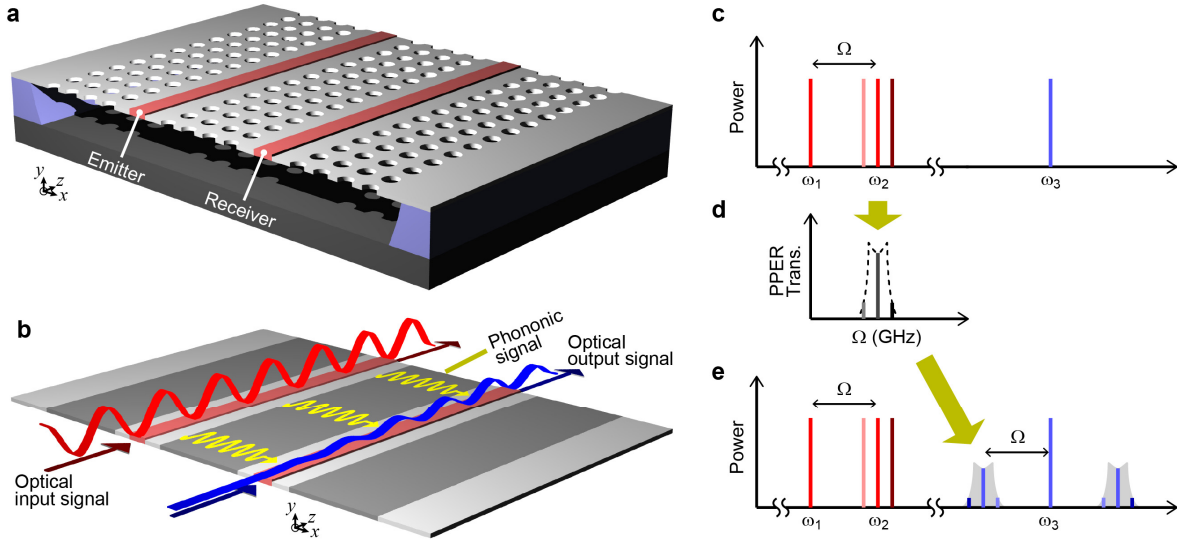 a
Emitter
Receiver
y
z
x
b
Phononic
signal
Optical
output signal
Optical
input signal
y
z
x
c
Power
Ω
ω1
ω2
ω3
d
PPER
Trans.
Ω (GHz)
e
Power
Ω
Ω
ω1
ω2
ω3